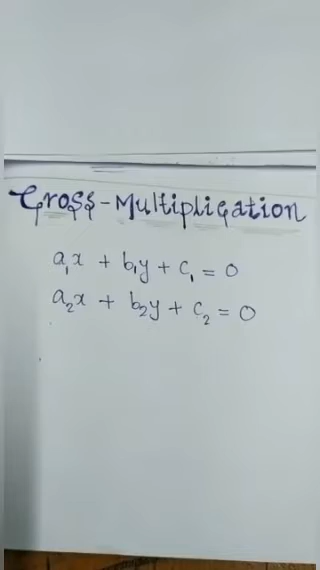 Cross-Multiplication
a₁x + b₁y + c₁ = 0
a₂x + b₂y + c₂ = 0